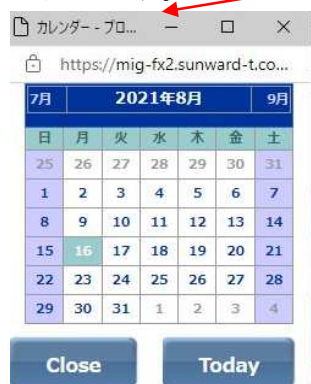 カレンダー - プロ...
https://mig-fx2.sunward-t.co...
7月 2021年8月 9月
日 月 火 水 木 金 土
25 26 27 28 29 30 31
1 2 3 4 5 6 7
8 9 10 11 12 13 14
15 16 17 18 19 20 21
22 23 24 25 26 27 28
29 30 31 1 2 3 4
Close Today